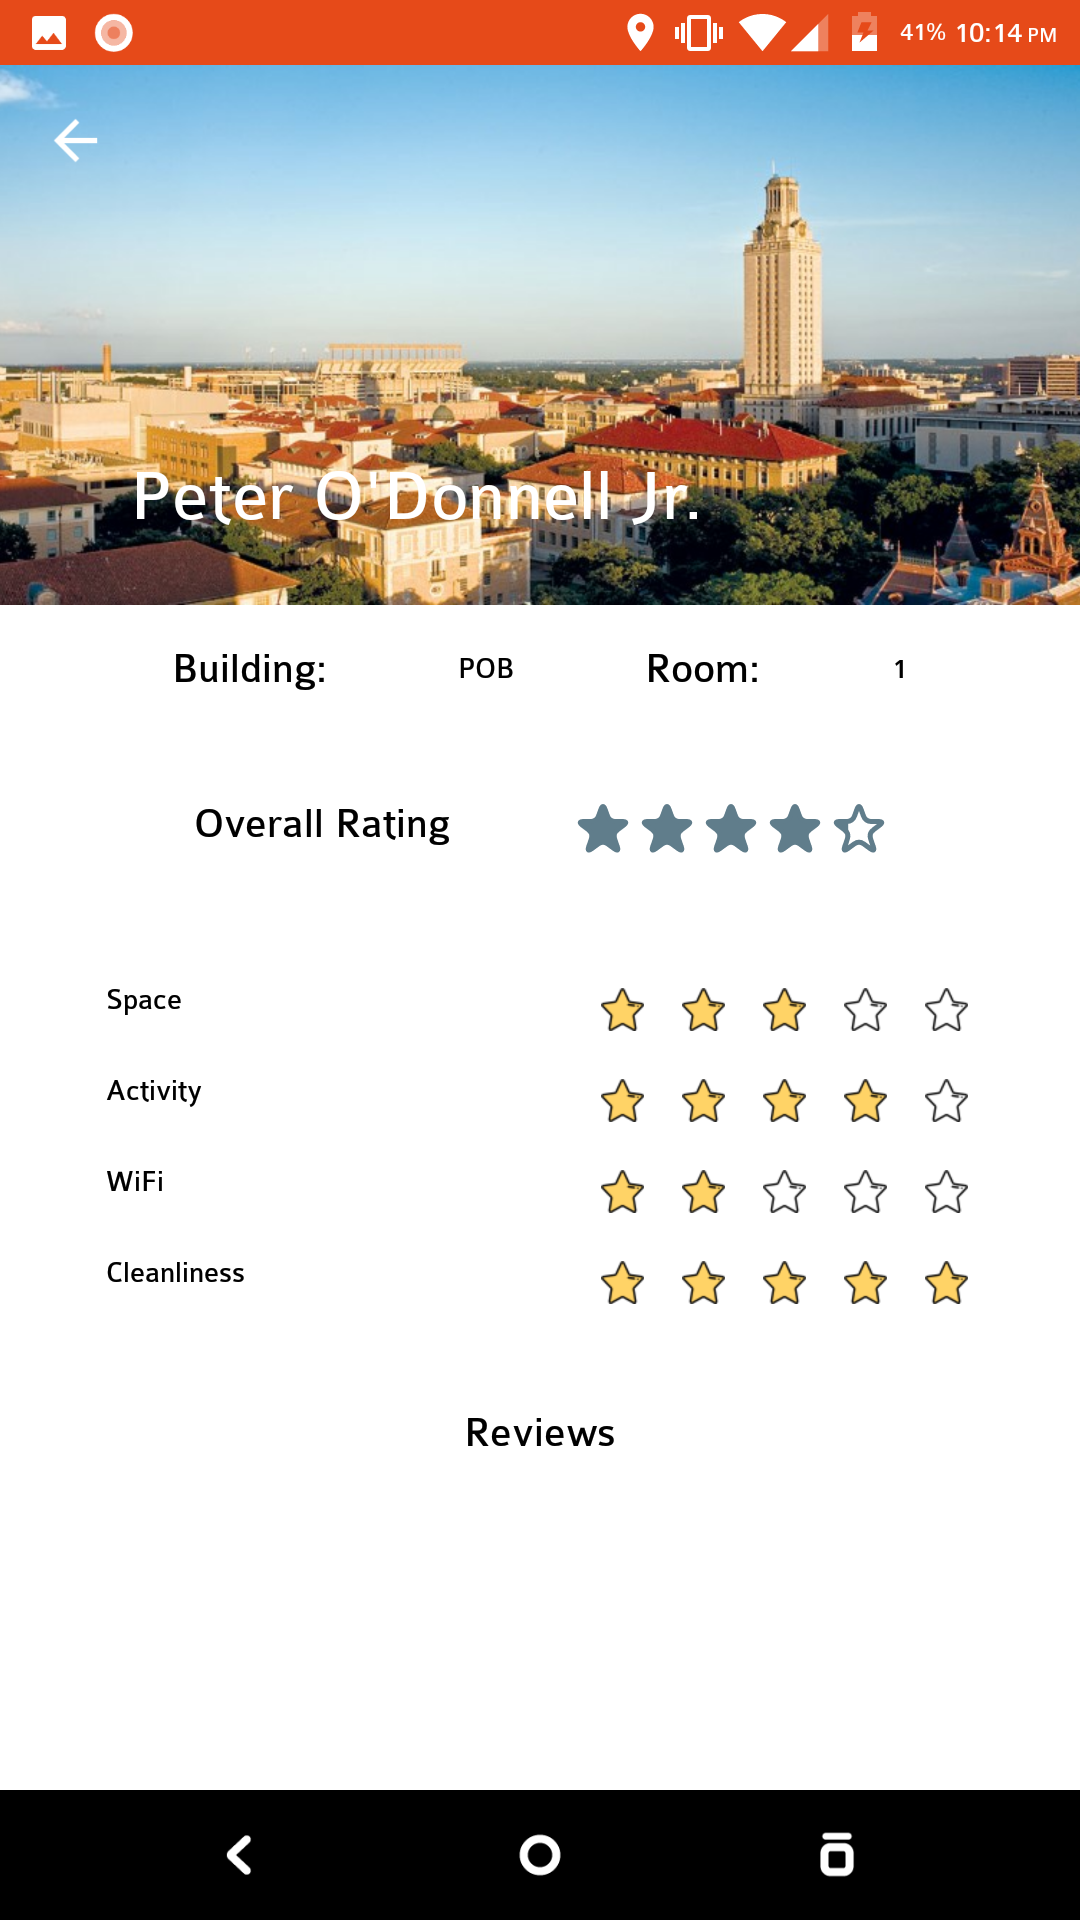 41% 10:14 PM
Peter O'Donnell Jr.
Building: POB Room: 1
Overall Rating
Space
Activity
WiFi
Cleanliness
Reviews